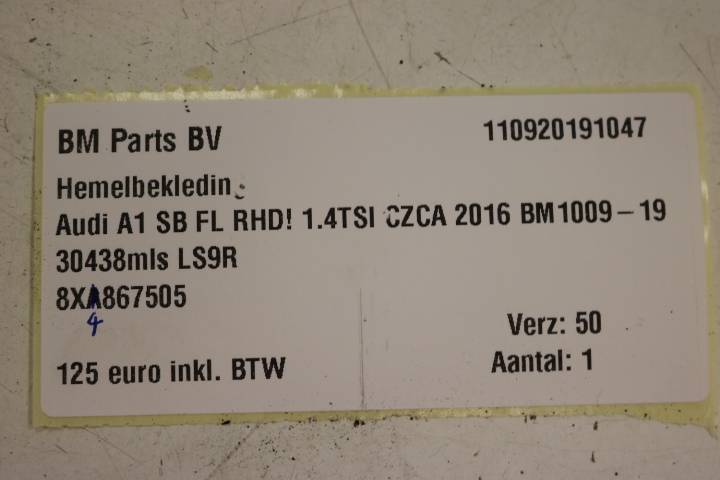 BM Parts BV 110920191047
Hemelbekleding
Audi A1 SB FL RHD! 1.4TSI CZCA 2016 BM1009-19
30438mls LS9R
8XA867505
4
Verz: 50
125 euro inkl. BTW Aantal: 1